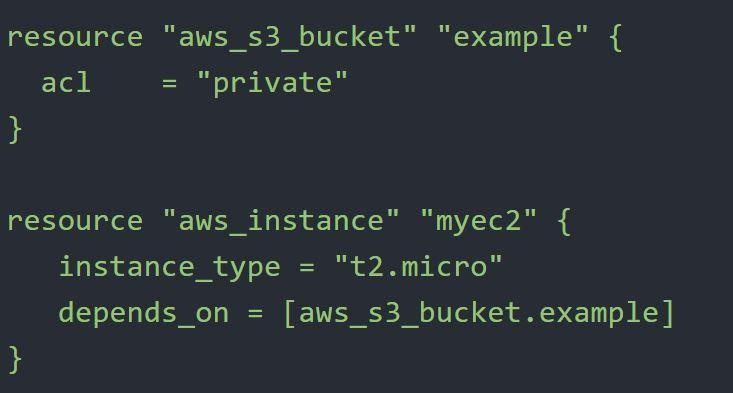 resource "aws_s3_bucket" "example" {
  acl    = "private"
}

resource "aws_instance" "myec2" {
   instance_type = "t2.micro"
   depends_on = [aws_s3_bucket.example]
}